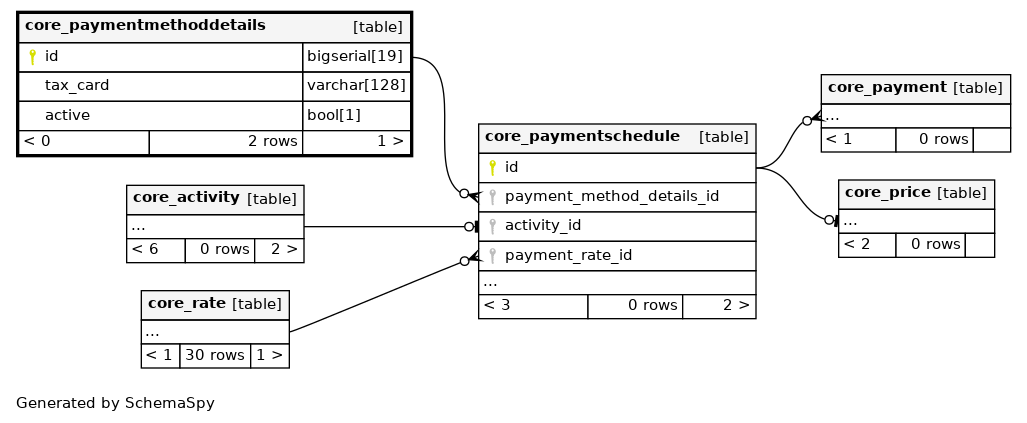 core_paymentmethoddetails [table]
id bigserial[19]
tax_card varchar[128]
active bool[1]
< 0 2 rows 1 >
core_activity [table]
...
< 6 0 rows 2 >
core_rate [table]
...
< 1 30 rows 1 >
core_paymentschedule [table]
id
payment_method_details_id
activity_id
payment_rate_id
...
< 3 0 rows 2 >
core_payment [table]
...
< 1 0 rows
core_price [table]
...
< 2 0 rows
Generated by SchemaSpy